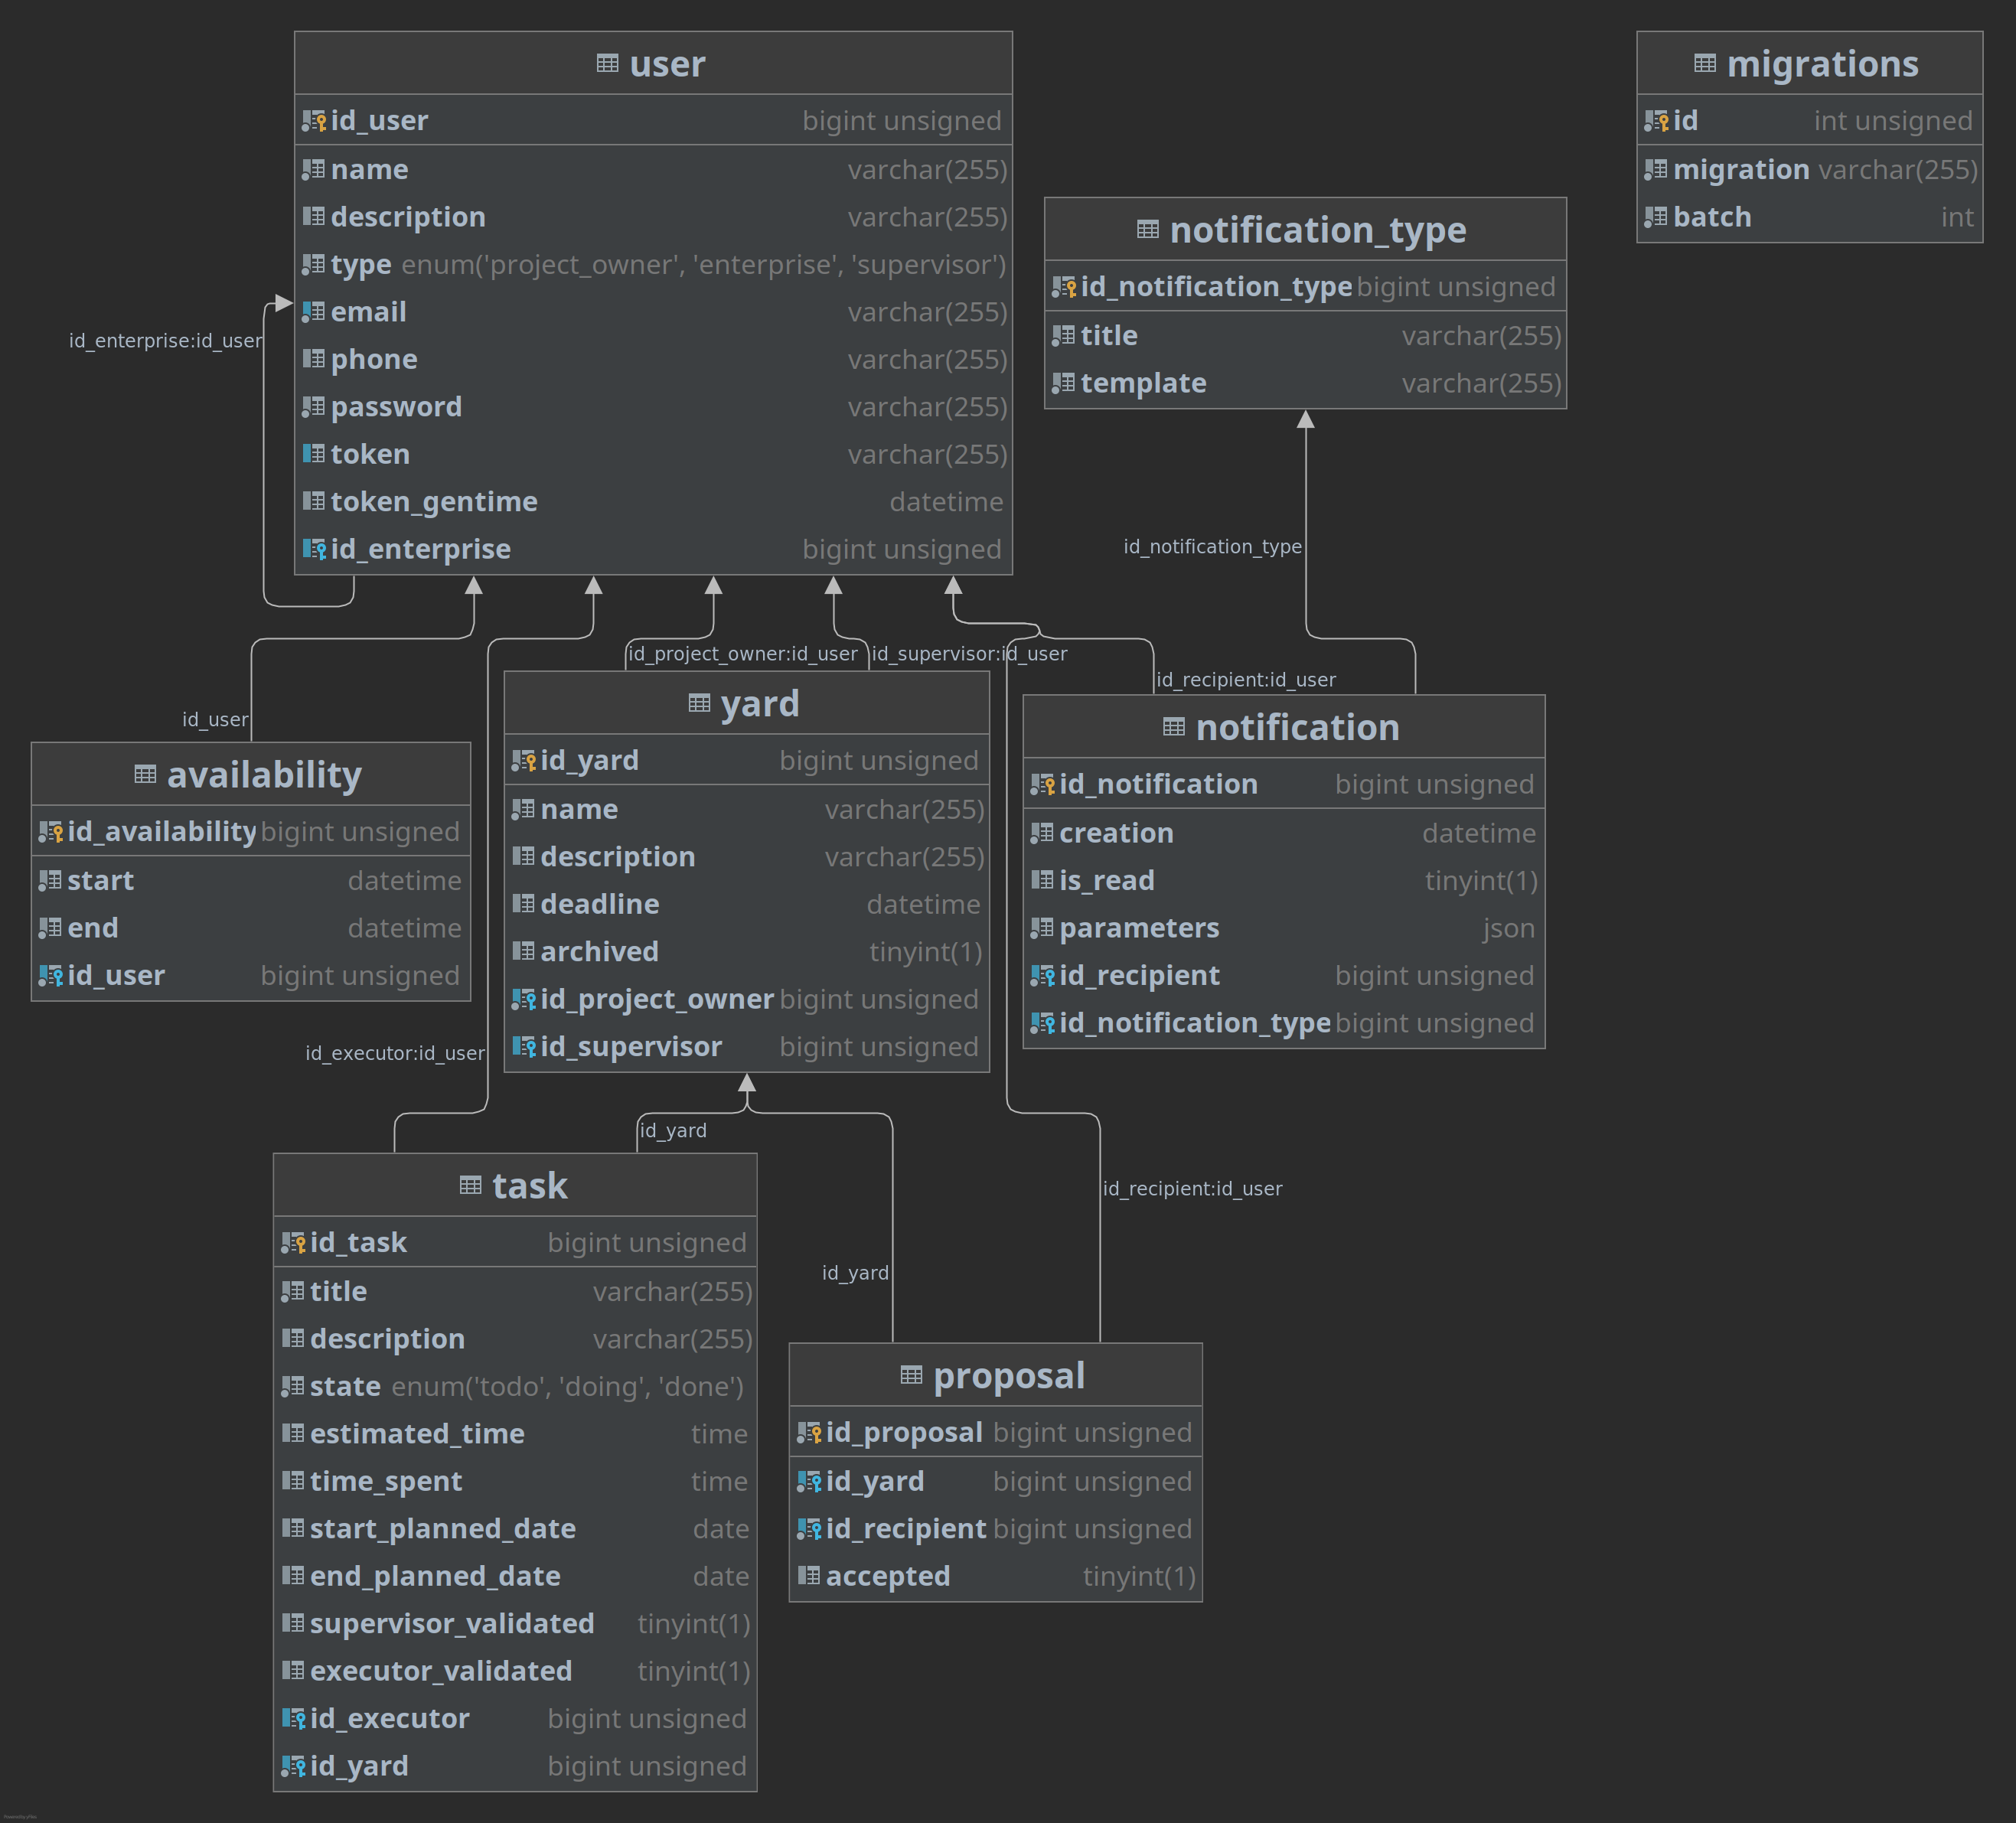 user
id_user bigint unsigned
name varchar(255)
description varchar(255)
type enum('project_owner', 'enterprise', 'supervisor')
email varchar(255)
phone varchar(255)
password varchar(255)
token varchar(255)
token_gentime datetime
id_enterprise bigint unsigned
id_enterprise:id_user
migrations
id int unsigned
migration varchar(255)
batch int
notification_type
id_notification_type bigint unsigned
title varchar(255)
template varchar(255)
id_notification_type
id_project_owner:id_user
id_supervisor:id_user
id_recipient:id_user
id_user
availability
id_availability bigint unsigned
start datetime
end datetime
id_user bigint unsigned
yard
id_yard bigint unsigned
name varchar(255)
description varchar(255)
deadline datetime
archived tinyint(1)
id_project_owner bigint unsigned
id_supervisor bigint unsigned
notification
id_notification bigint unsigned
creation datetime
is_read tinyint(1)
parameters json
id_recipient bigint unsigned
id_notification_type bigint unsigned
id_executor:id_user
id_yard
id_recipient:id_user
id_yard
task
id_task bigint unsigned
title varchar(255)
description varchar(255)
state enum('todo', 'doing', 'done')
estimated_time time
time_spent time
start_planned_date date
end_planned_date date
supervisor_validated tinyint(1)
executor_validated tinyint(1)
id_executor bigint unsigned
id_yard bigint unsigned
proposal
id_proposal bigint unsigned
id_yard bigint unsigned
id_recipient bigint unsigned
accepted tinyint(1)